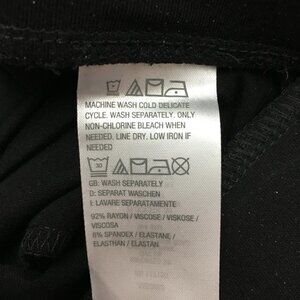 MACHINE WASH COLD DELICATE
CYCLE. WASH SEPARATELY. ONLY
NON-CHLORINE BLEACH WHEN
NEEDED. LINE DRY. LOW IRON IF
NEEDED
30
GB: WASH SEPARATELY
D: SEPARAT WASCHEN
I: LAVARE SEPARATAMENTE
92% RAYON / VISCOSE / VISKOSE /
VISCOSA
8% SPANDEX / ELASTANE /
ELASTHAN / ELASTAN